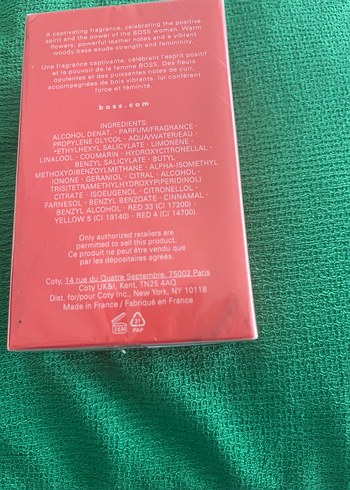 A captivating fragrance, celebrating the positive
spirit and the power of the BOSS woman. Warm
flowers, powerful leather notes and a vibrant
woody base exude strength and femininity.
Une fragrance captivante, célébrant l'esprit positif
et le pouvoir de la femme BOSS. Des fleurs
opulentes et des puissantes notes de cuir,
accompagnées de bois vibrants, lui confèrent
force et féminité.
boss.com
INGREDIENTS:
ALCOHOL DENAT. · PARFUM/FRAGRANCE ·
PROPYLENE GLYCOL · AQUA/WATER/EAU ·
ETHYLHEXYL SALICYLATE · LIMONENE ·
LINALOOL · COUMARIN · HYDROXYCITRONELLAL ·
BENZYL SALICYLATE · BUTYL
METHOXYDIBENZOYLMETHANE · ALPHA-ISOMETHYL
IONONE · GERANIOL · CITRAL · ALCOHOL ·
TRIS(TETRAMETHYLHYDROXYPIPERIDINOL)
CITRATE · ISOEUGENOL · CITRONELLOL ·
FARNESOL · BENZYL BENZOATE · CINNAMAL ·
BENZYL ALCOHOL · RED 33 (CI 17200) ·
YELLOW 5 (CI 19140) · RED 4 (CI 14700).
Only authorized retailers are
permitted to sell this product.
Ce produit ne peut être vendu que
par les dépositaires agréés.
Coty, 14 rue du Quatre Septembre, 75002 Paris
Coty UK&I, Kent, TN25 4AQ
Dist. for/pour Coty Inc., New York, NY 10118
Made in France / Fabriqué en France
21
PAP